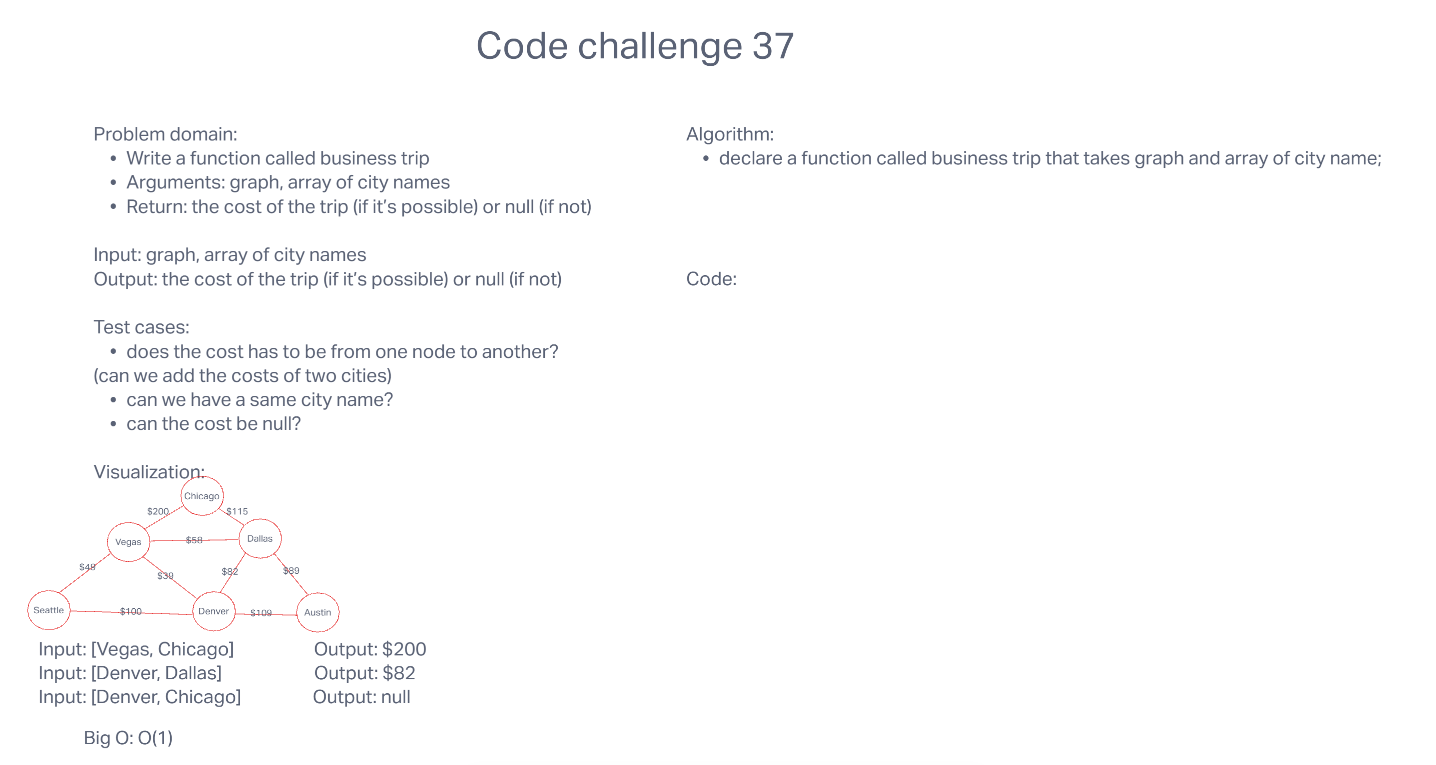 Code challenge 37
Problem domain:
• Write a function called business trip
• Arguments: graph, array of city names
• Return: the cost of the trip (if it's possible) or null (if not)
Input: graph, array of city names
Output: the cost of the trip (if it's possible) or null (if not)
Test cases:
• does the cost has to be from one node to another?
(can we add the costs of two cities)
• can we have a same city name?
• can the cost be null?
Visualization:
Chicago
$200 $115
Vegas $58 Dallas
$48 $39 $82 $89
Seattle $100 Denver $109 Austin
Input: [Vegas, Chicago] Output: $200
Input: [Denver, Dallas] Output: $82
Input: [Denver, Chicago] Output: null
Big O: O(1)
Algorithm:
• declare a function called business trip that takes graph and array of city name;
Code: